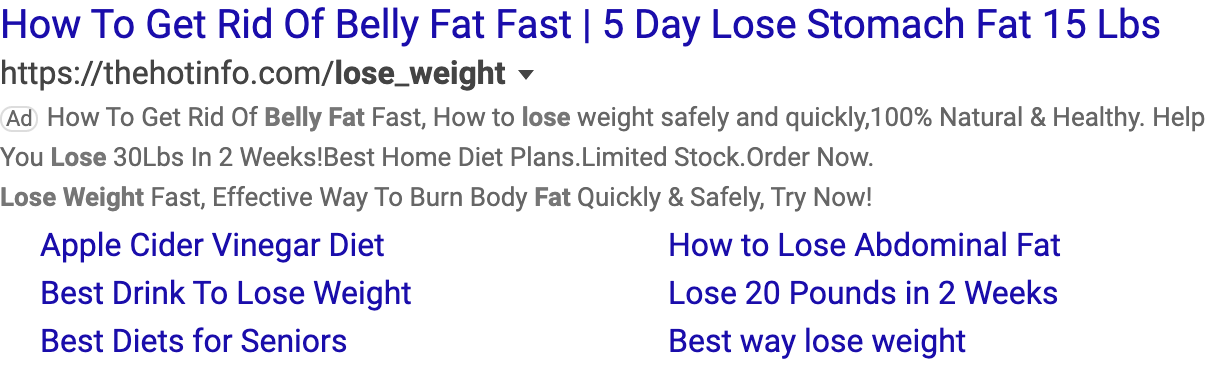 How To Get Rid Of Belly Fat Fast | 5 Day Lose Stomach Fat 15 Lbs
https://thehotinfo.com/lose_weight
Ad How To Get Rid Of Belly Fat Fast, How to lose weight safely and quickly,100% Natural & Healthy. Help
You Lose 30Lbs In 2 Weeks!Best Home Diet Plans.Limited Stock.Order Now.
Lose Weight Fast, Effective Way To Burn Body Fat Quickly & Safely, Try Now!
Apple Cider Vinegar Diet
How to Lose Abdominal Fat
Best Drink To Lose Weight
Lose 20 Pounds in 2 Weeks
Best Diets for Seniors
Best way lose weight